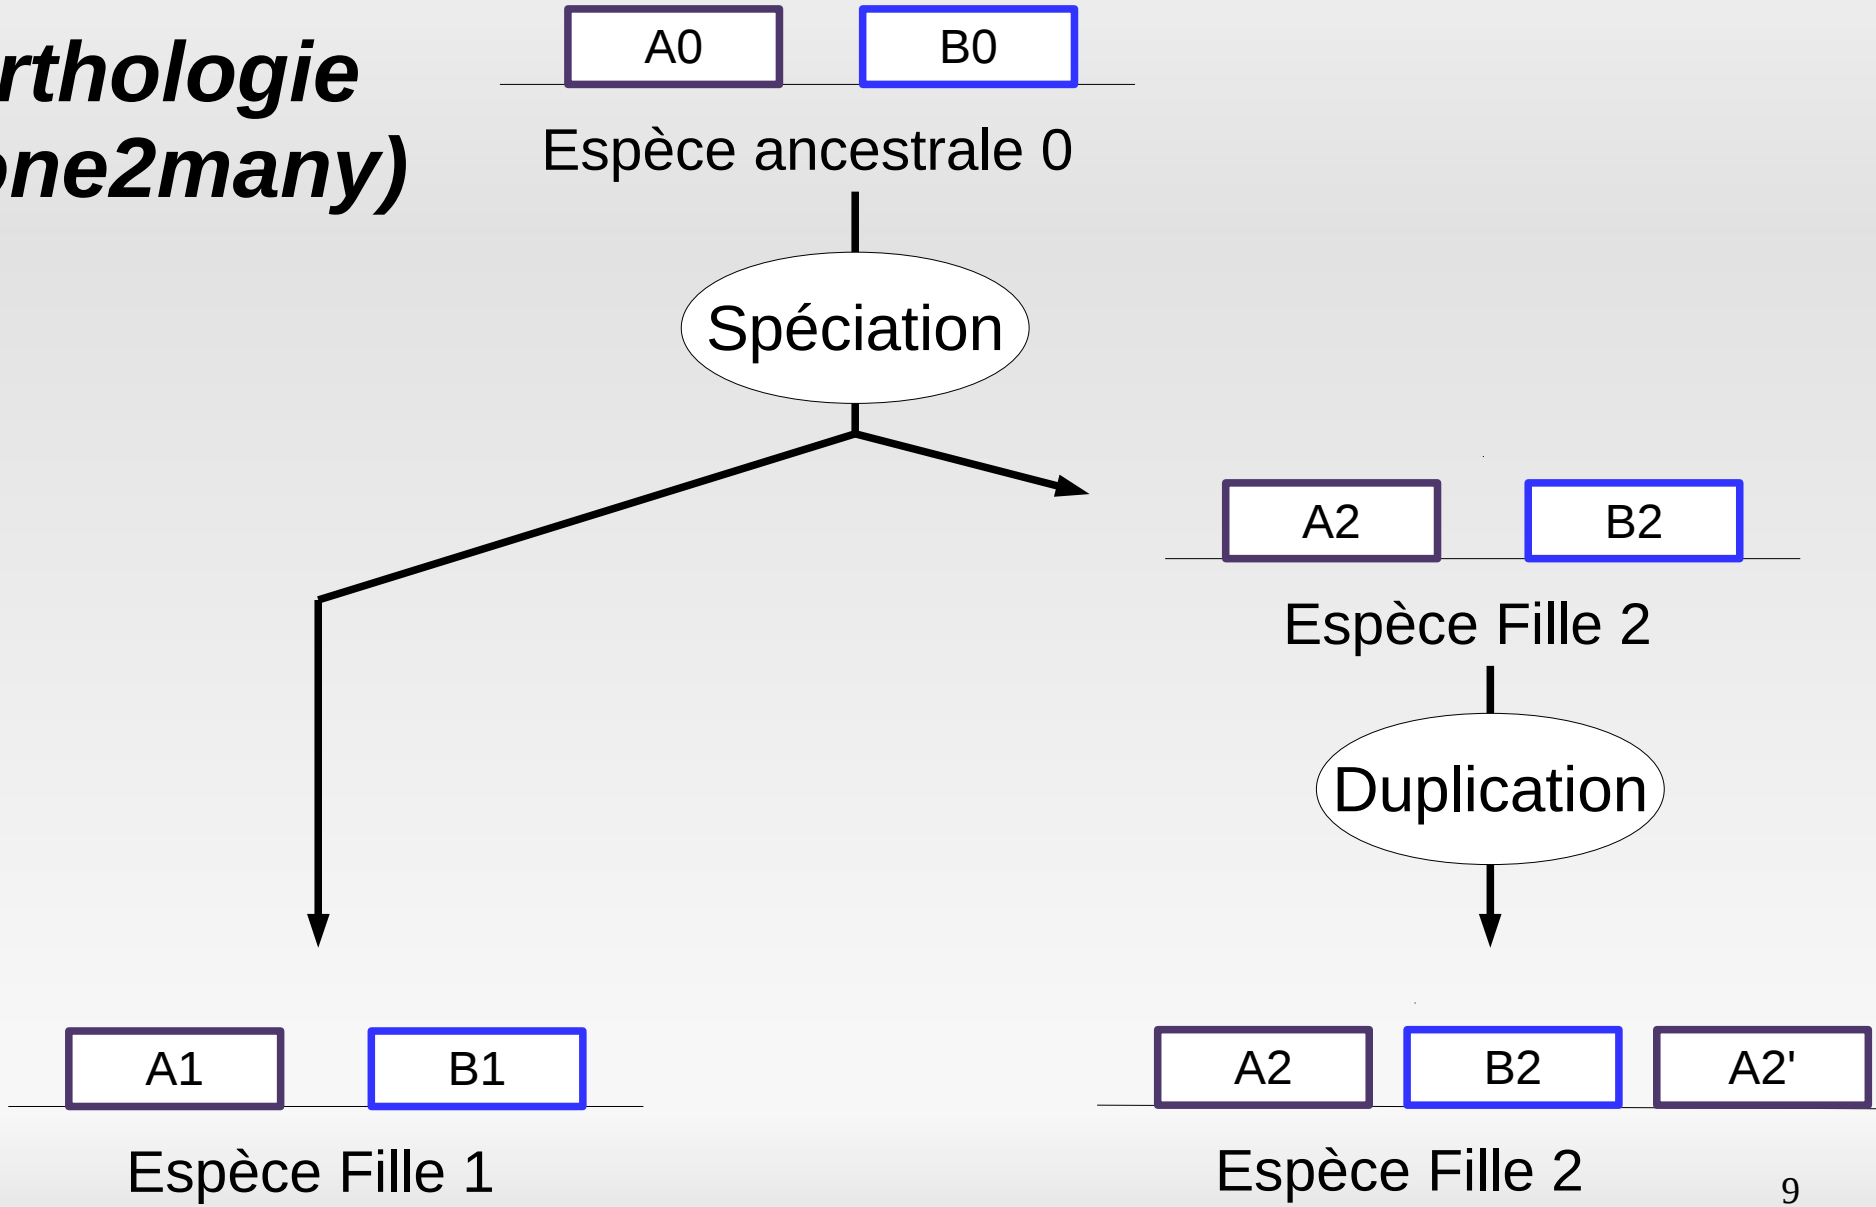 rthologie
one2many)
A0 B0
Espèce ancestrale 0
Spéciation
A2 B2
Espèce Fille 2
Duplication
A1 B1
Espèce Fille 1
A2 B2 A2'
Espèce Fille 2
9